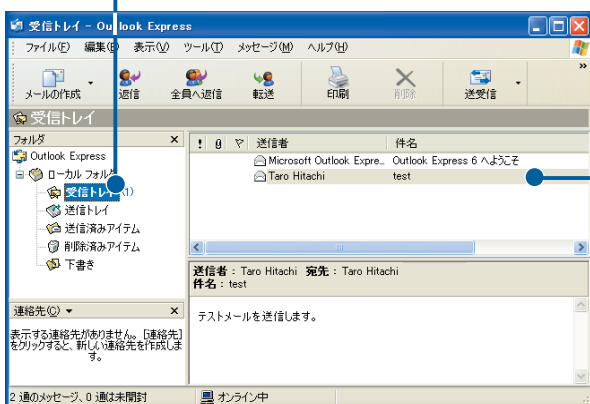 受信トレイ - Outlook Express
ファイル(F) 編集(E) 表示(V) ツール(T) メッセージ(M) ヘルプ(H)
メールの作成 返信 全員へ返信 転送 印刷 削除 送受信
受信トレイ
フォルダ
Outlook Express
ローカル フォルダ
受信トレイ (1)
送信トレイ
送信済みアイテム
削除済みアイテム
下書き
! 送信者 件名
Microsoft Outlook Expre... Outlook Express 6 へようこそ
Taro Hitachi test
送信者: Taro Hitachi 宛先: Taro Hitachi
件名: test
テストメールを送信します。
連絡先(C)
表示する連絡先がありません。[連絡先]
をクリックすると、新しい連絡先を作成しま
す。
2 通のメッセージ、0 通は未開封 オンライン中